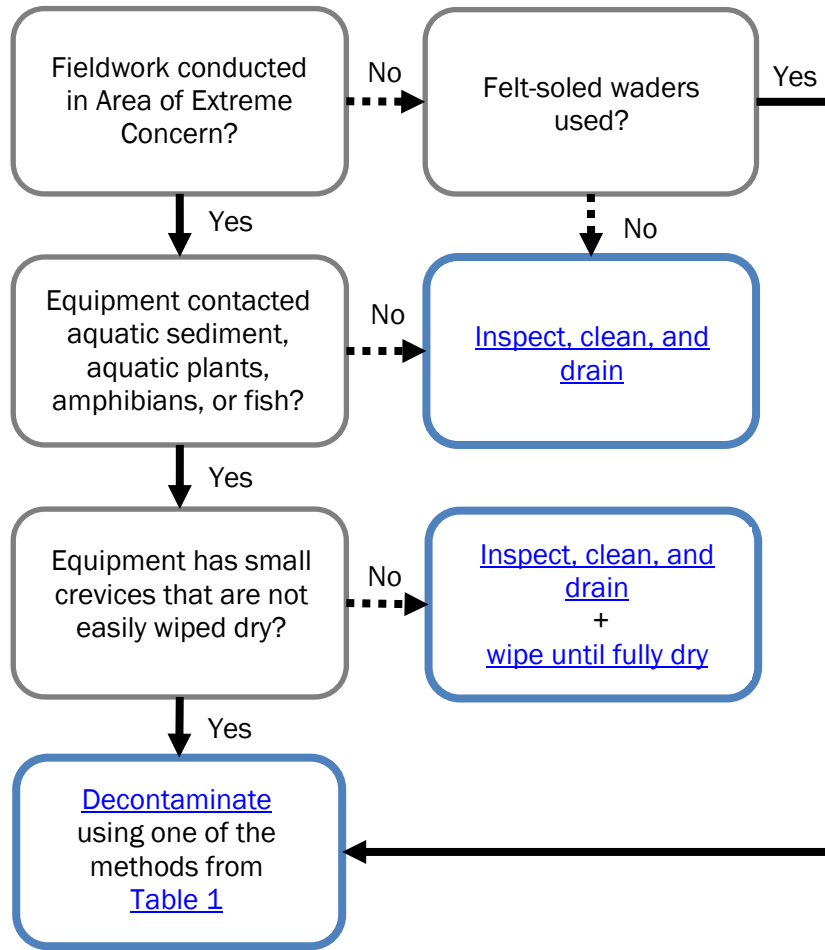 Fieldwork conducted
in Area of Extreme
Concern?
No
Felt-soled waders
used?
Yes
Yes
No
Equipment contacted
aquatic sediment,
aquatic plants,
amphibians, or fish?
No
Inspect, clean, and
drain
Yes
Equipment has small
crevices that are not
easily wiped dry?
No
Inspect, clean, and
drain
+
wipe until fully dry
Yes
Decontaminate
using one of the
methods from
Table 1